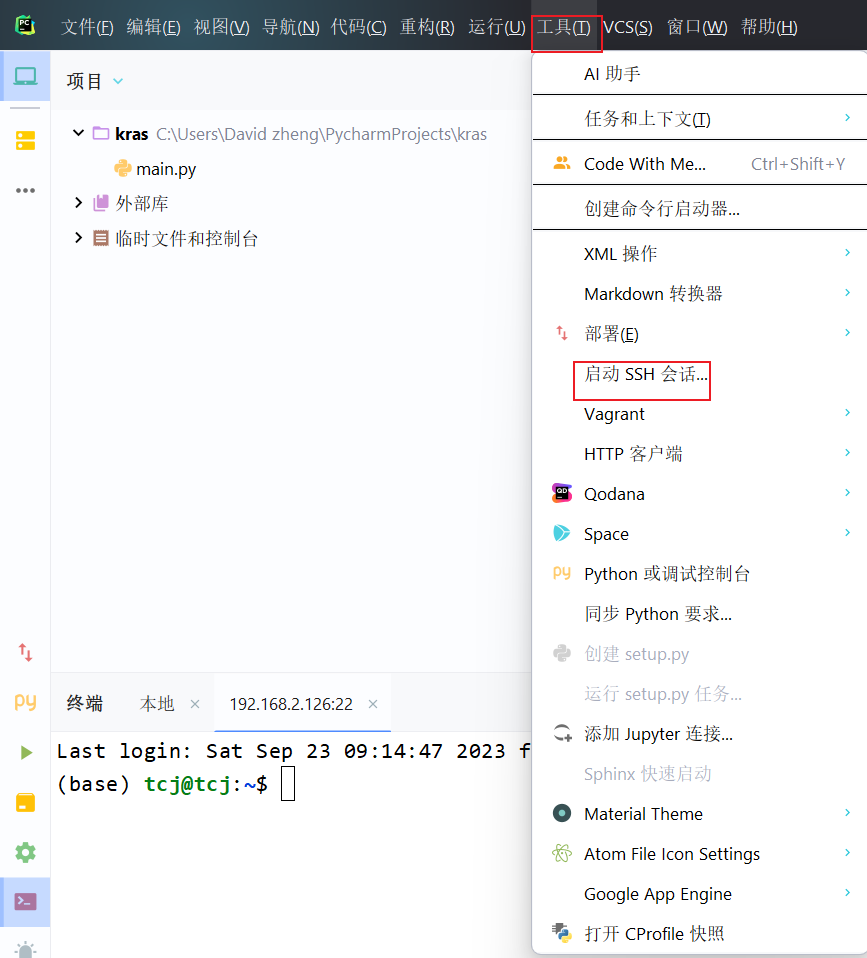 PC 文件(F) 编辑(E) 视图(V) 导航(N) 代码(C) 重构(R) 运行(U) 工具(T) VCS(S) 窗口(W) 帮助(H)
项目
kras C:\Users\David zheng\PycharmProjects\kras
main.py
外部库
临时文件和控制台
AI 助手
任务和上下文(T)
Code With Me... Ctrl+Shift+Y
创建命令行启动器...
XML 操作
Markdown 转换器
部署(E)
启动 SSH 会话...
Vagrant
HTTP 客户端
QD Qodana
Space
py Python 或调试控制台
同步 Python 要求...
创建 setup.py
运行 setup.py 任务...
添加 Jupyter 连接...
Sphinx 快速启动
Material Theme
Atom File Icon Settings
Google App Engine
打开 CProfile 快照
py
终端 本地 × 192.168.2.126:22 ×
Last login: Sat Sep 23 09:14:47 2023 f
(base) tcj@tcj:~$